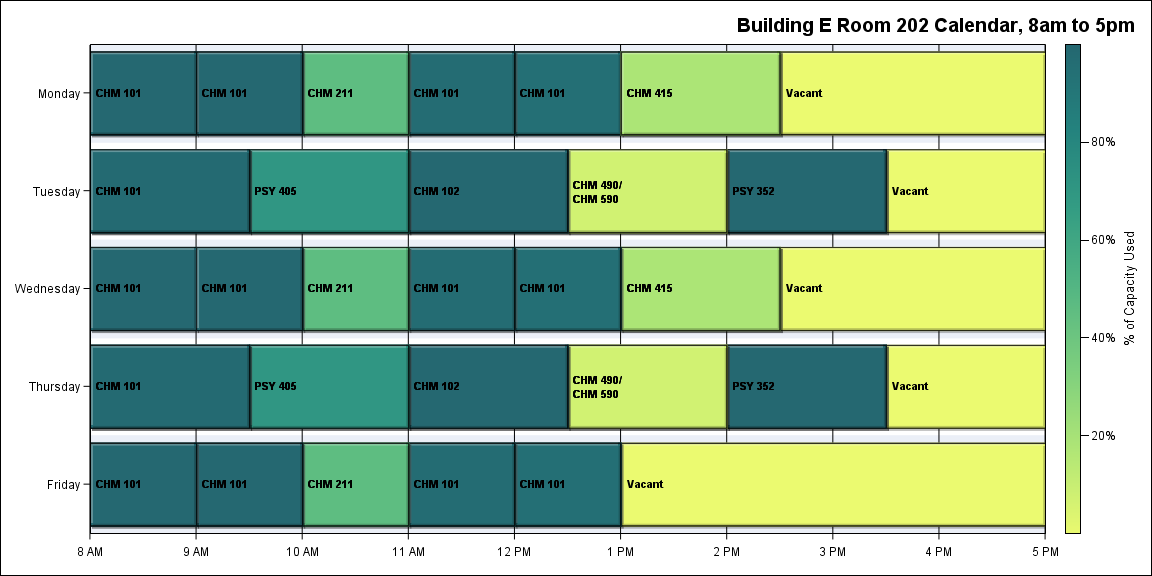 Building E Room 202 Calendar, 8am to 5pm
Monday
CHM 101
CHM 101
CHM 211
CHM 101
CHM 101
CHM 415
Vacant
Tuesday
CHM 101
PSY 405
CHM 102
CHM 490/
CHM 590
PSY 352
Vacant
Wednesday
CHM 101
CHM 101
CHM 211
CHM 101
CHM 101
CHM 415
Vacant
Thursday
CHM 101
PSY 405
CHM 102
CHM 490/
CHM 590
PSY 352
Vacant
Friday
CHM 101
CHM 101
CHM 211
CHM 101
CHM 101
Vacant
8 AM
9 AM
10 AM
11 AM
12 PM
1 PM
2 PM
3 PM
4 PM
5 PM
80%
60%
40%
20%
% of Capacity Used